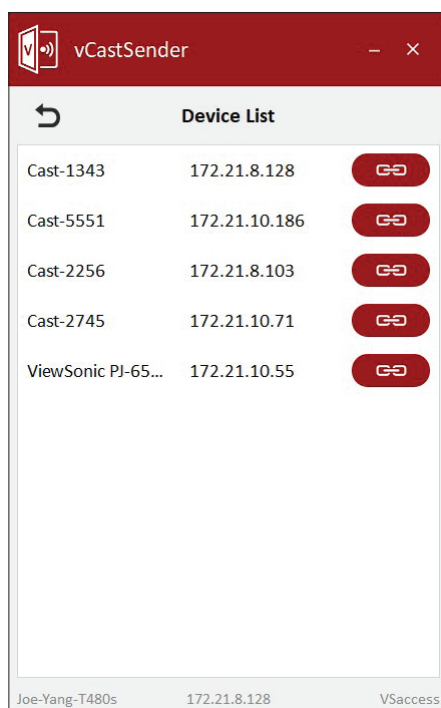 vCastSender
Device List
Cast-1343 172.21.8.128
Cast-5551 172.21.10.186
Cast-2256 172.21.8.103
Cast-2745 172.21.10.71
ViewSonic PJ-65... 172.21.10.55
Joe-Yang-T480s 172.21.8.128 VSaccess